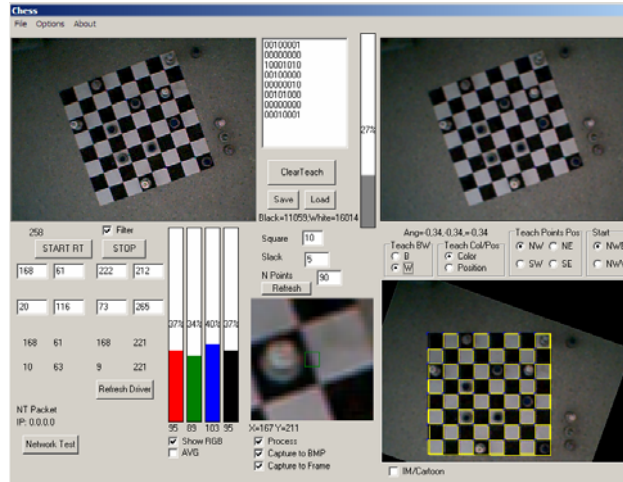 Chess
File Options About
00100001
00000000
10001010
00100000
00000010
00101000
00000000
00010001
27%
ClearTeach
Save Load
Black=11059;White=16014
258
Filter
START RT STOP
168 61 222 212
20 116 73 265
168 61 168 221
10 63 9 221
Refresh Driver
NT Packet
IP: 0.0.0.0
Network Test
37% 34% 40% 37%
95 89 103 95
Show RGB
AVG
Square 10
Slack 5
N Points 90
Refresh
X=167 Y=211
Process
Capture to BMP
Capture to Frame
Ang=-0,34,-0,34,=-0,34
Teach BW
B
W
Teach Col/Pos
Color
Position
Teach Points Pos
NW NE
SW SE
Start
IM/Cartoon